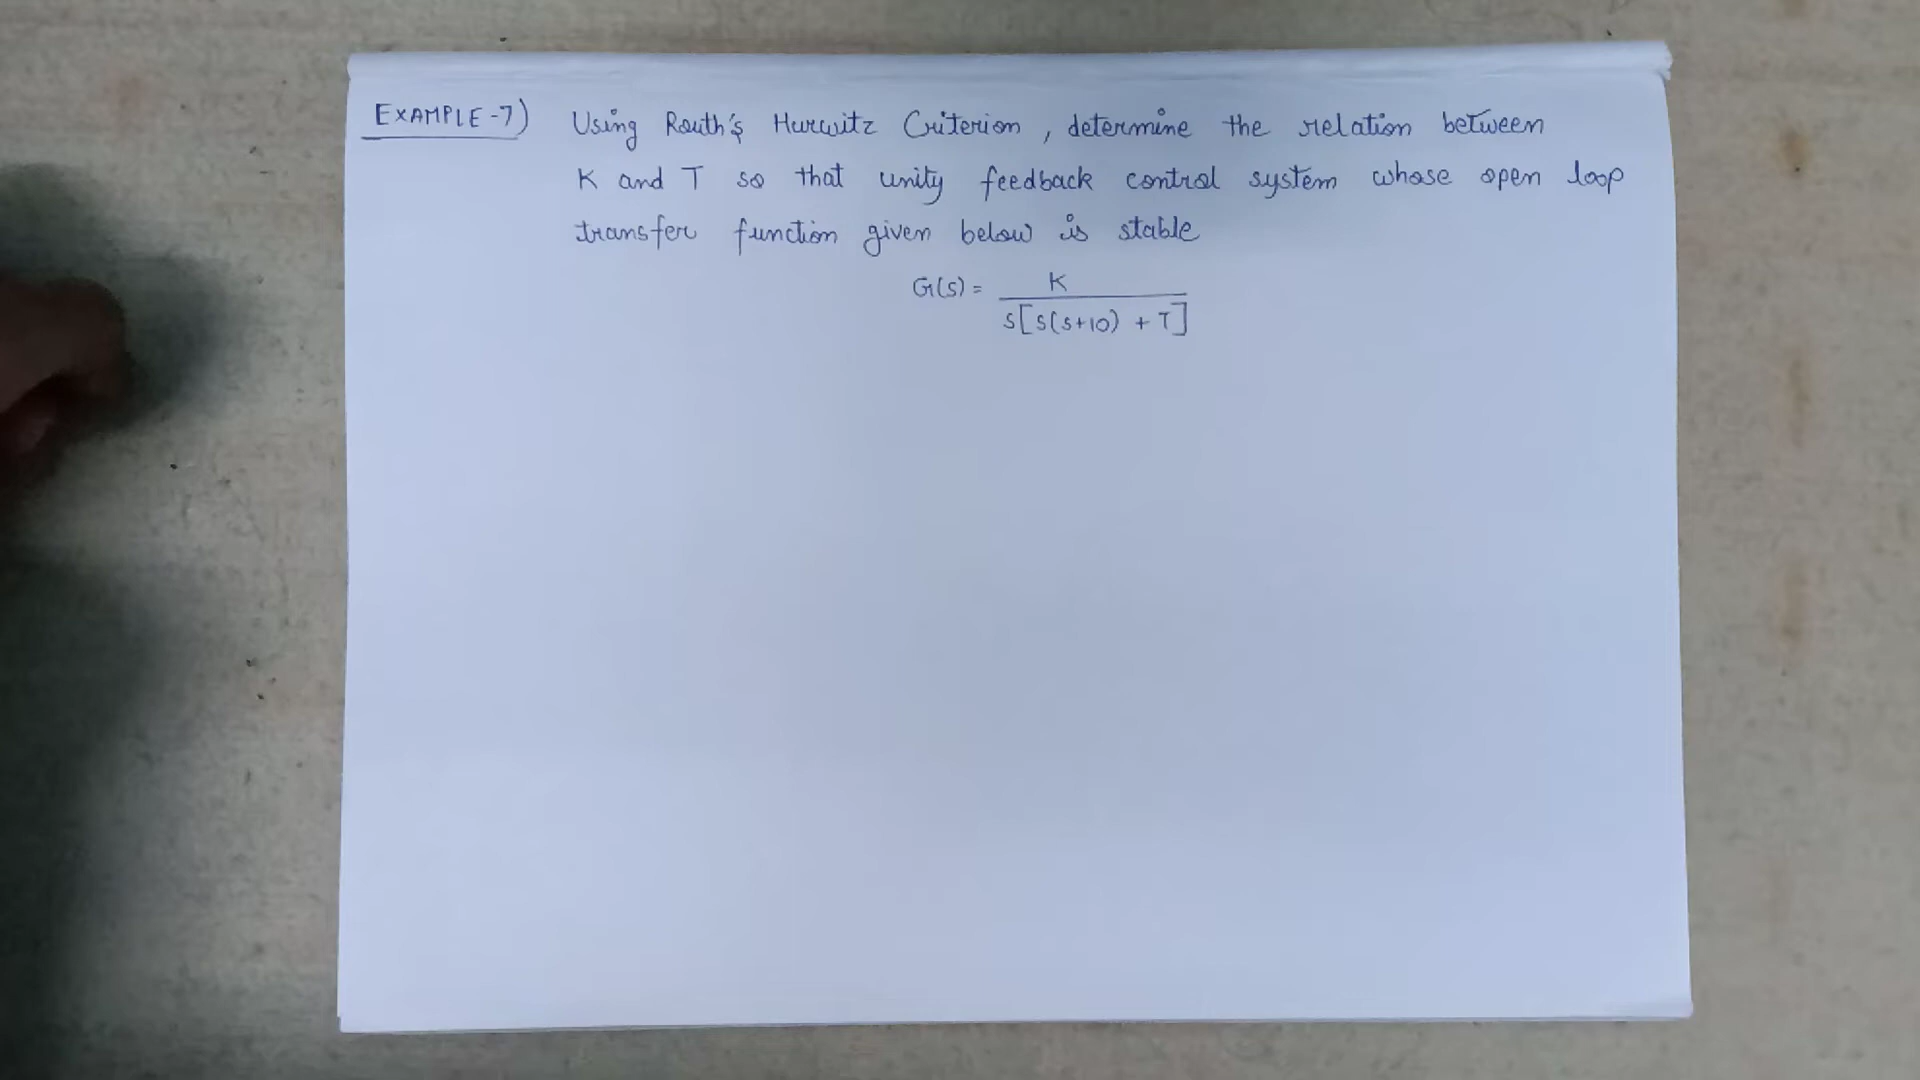 EXAMPLE-7) Using Routh's Hurwitz Criterion, determine the relation between
K and T so that unity feedback control system whose open loop
transfer function given below is stable
G(s) = K
s[s(s+10) + T]